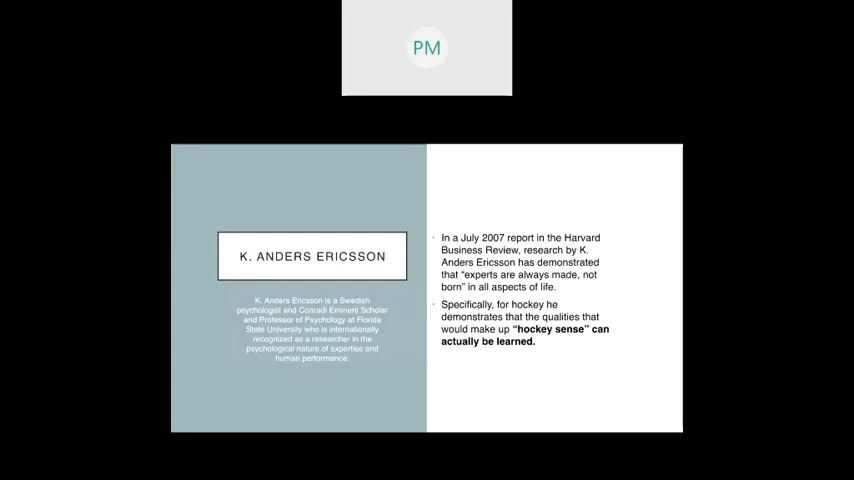 PM
K. ANDERS ERICSSON
K. Anders Ericsson is a Swedish
psychologist and Conradi Eminent Scholar
and Professor of Psychology at Florida
State University who is internationally
recognized as a researcher in the
psychological nature of expertise and
human performance.
• In a July 2007 report in the Harvard
Business Review, research by K.
Anders Ericsson has demonstrated
that “experts are always made, not
born” in all aspects of life.
• Specifically, for hockey he
demonstrates that the qualities that
would make up “hockey sense” can
actually be learned.